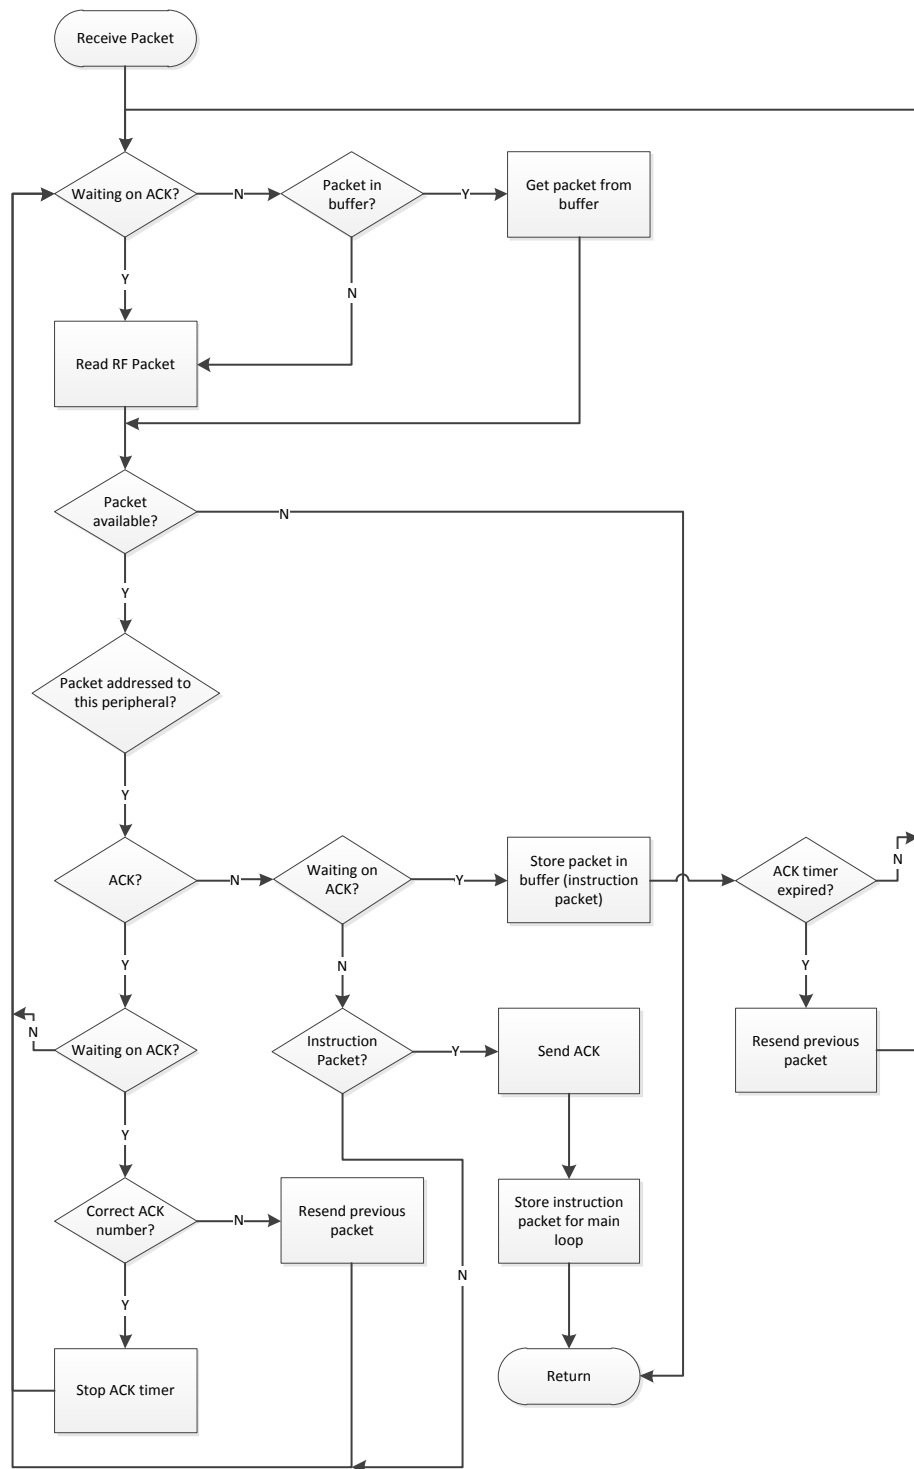 Receive Packet
Waiting on ACK?
N
Packet in
buffer?
Y
Get packet from
buffer
Y
N
Read RF Packet
Packet
available?
N
Y
Packet addressed to
this peripheral?
Y
ACK?
N
Waiting on
ACK?
Y
Store packet in
buffer (instruction
packet)
ACK timer
expired?
N
Y
N
Y
N
Waiting on ACK?
Instruction
Packet?
Y
Send ACK
Resend previous
packet
Y
Correct ACK
number?
N
Resend previous
packet
Store instruction
packet for main
loop
N
Y
Stop ACK timer
Return